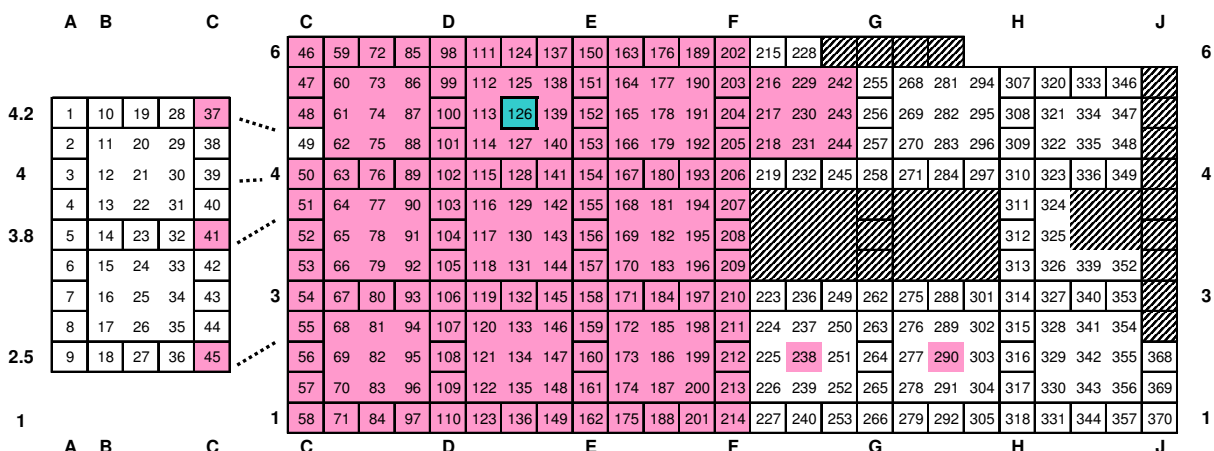 A B C C D E F G H J
6 46 59 72 85 98 111 124 137 150 163 176 189 202 215 228 6
47 60 73 86 99 112 125 138 151 164 177 190 203 216 229 242 255 268 281 294 307 320 333 346
4.2 1 10 19 28 37 48 61 74 87 100 113 126 139 152 165 178 191 204 217 230 243 256 269 282 295 308 321 334 347
2 11 20 29 38 49 62 75 88 101 114 127 140 153 166 179 192 205 218 231 244 257 270 283 296 309 322 335 348
4 3 12 21 30 39 4 50 63 76 89 102 115 128 141 154 167 180 193 206 219 232 245 258 271 284 297 310 323 336 349 4
4 13 22 31 40 51 64 77 90 103 116 129 142 155 168 181 194 207 311 324
3.8 5 14 23 32 41 52 65 78 91 104 117 130 143 156 169 182 195 208 312 325
6 15 24 33 42 53 66 79 92 105 118 131 144 157 170 183 196 209 313 326 339 352
7 16 25 34 43 3 54 67 80 93 106 119 132 145 158 171 184 197 210 223 236 249 262 275 288 301 314 327 340 353 3
8 17 26 35 44 55 68 81 94 107 120 133 146 159 172 185 198 211 224 237 250 263 276 289 302 315 328 341 354
2.5 9 18 27 36 45 56 69 82 95 108 121 134 147 160 173 186 199 212 225 238 251 264 277 290 303 316 329 342 355 368
57 70 83 96 109 122 135 148 161 174 187 200 213 226 239 252 265 278 291 304 317 330 343 356 369
1 1 58 71 84 97 110 123 136 149 162 175 188 201 214 227 240 253 266 279 292 305 318 331 344 357 370 1
A B C C D E F G H J